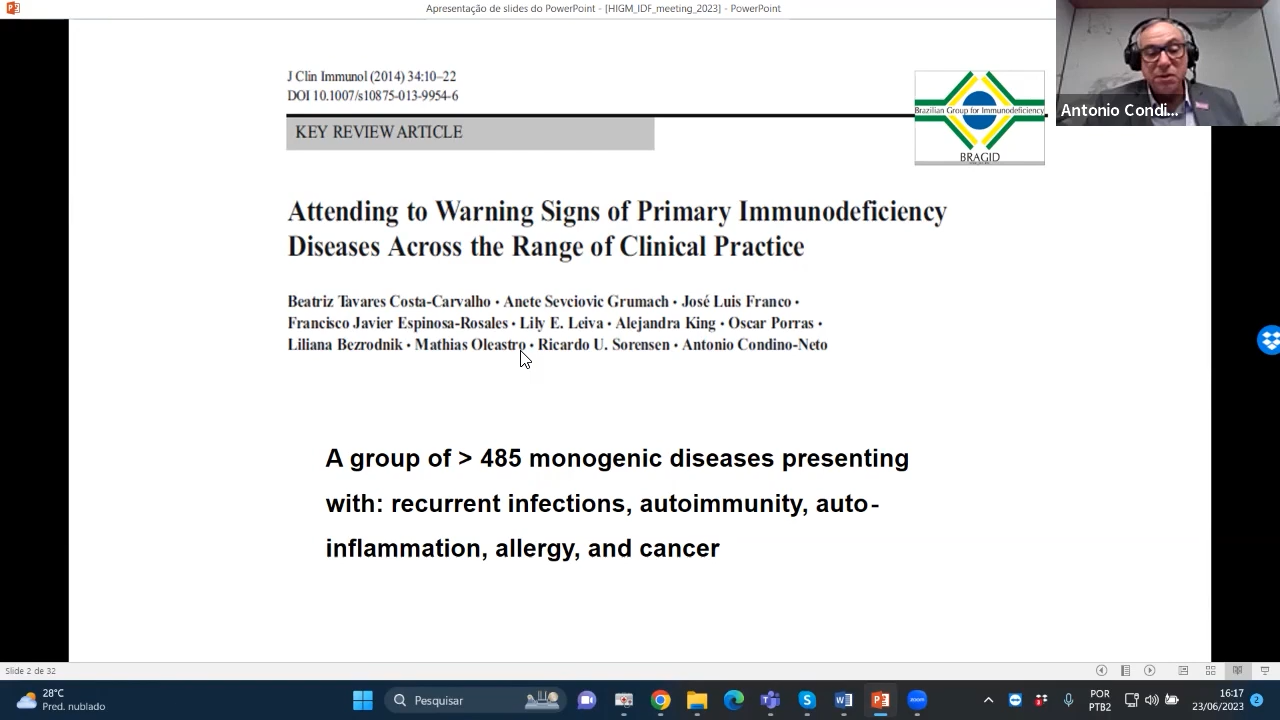 Apresentação de slides do PowerPoint - [HIGM_IDF_meeting_2023] - PowerPoint
J Clin Immunol (2014) 34:10–22
DOI 10.1007/s10875-013-9954-6
KEY REVIEW ARTICLE
Brazilian Group for Immunodeficiency
BRAGID
Antonio Condi...
Attending to Warning Signs of Primary Immunodeficiency
Diseases Across the Range of Clinical Practice
Beatriz Tavares Costa-Carvalho • Anete Sevciovic Grumach • José Luis Franco •
Francisco Javier Espinosa-Rosales • Lily E. Leiva • Alejandra King • Oscar Porras •
Liliana Bezrodnik • Mathias Oleastro • Ricardo U. Sorensen • Antonio Condino-Neto
A group of > 485 monogenic diseases presenting
with: recurrent infections, autoimmunity, auto-
inflammation, allergy, and cancer
Slide 2 de 32
28°C
Pred. nublado
Pesquisar
zoom
POR
PTB2
16:17
23/06/2023
2